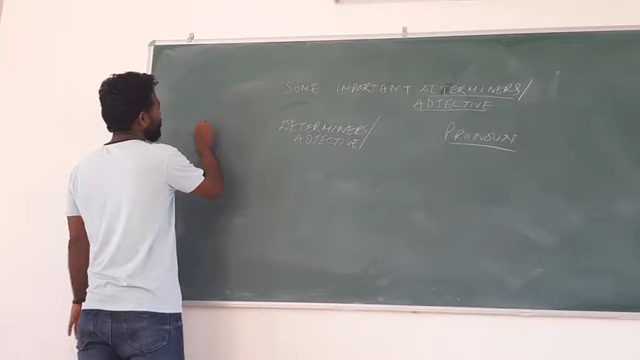 SOME IMPORTANT DETERMINERS/
ADJECTIVE
DETERMINERS/
ADJECTIVE/
PRONOUN